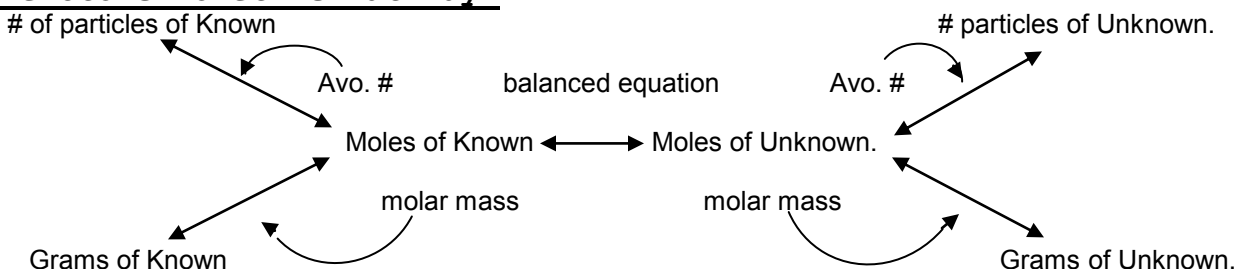 # of particles of Known # particles of Unknown.
Avo. # balanced equation Avo. #
Moles of Known Moles of Unknown.
molar mass molar mass
Grams of Known Grams of Unknown.